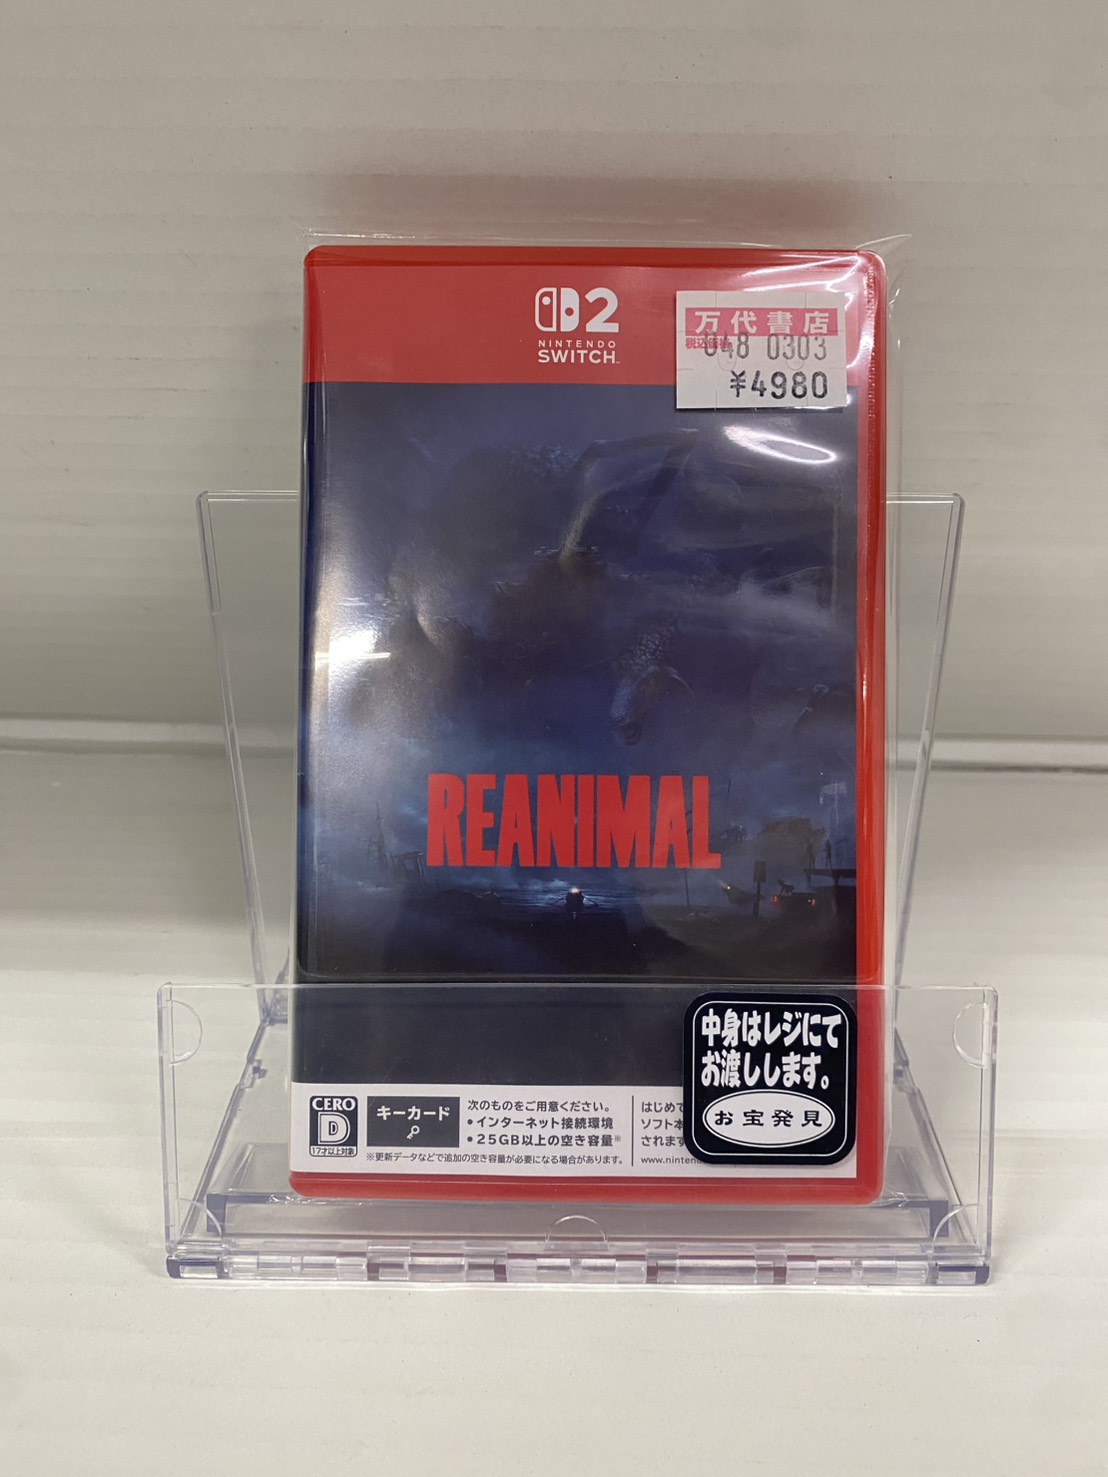 2
NINTENDO
SWITCH
万代書店
税込価格
048 0303
¥4980
REANIMAL
中身はレジにて
お渡しします。
お宝発見
CERO
D
17才以上対象
キーカード
次のものをご用意ください。
•インターネット接続環境
•25GB以上の空き容量※
※更新データなどで追加の空き容量が必要になる場合があります。
はじめて
ソフト本
されます
www.ninten